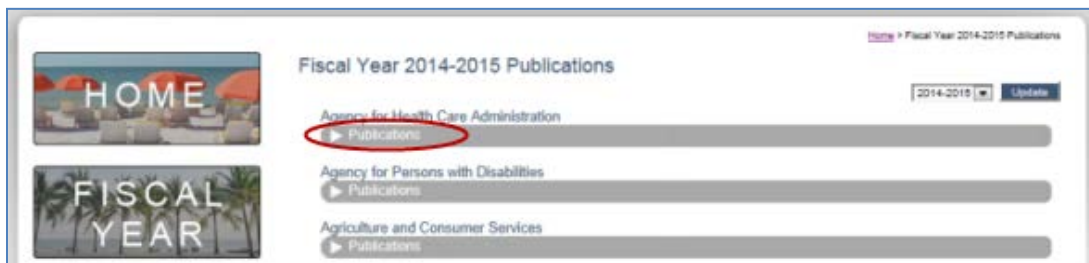 Home > Fiscal Year 2014-2015 Publications
HOME
Fiscal Year 2014-2015 Publications
2014-2015
Update
Agency for Health Care Administration
Publications
FISCAL
YEAR
Agency for Persons with Disabilities
Publications
Agriculture and Consumer Services
Publications